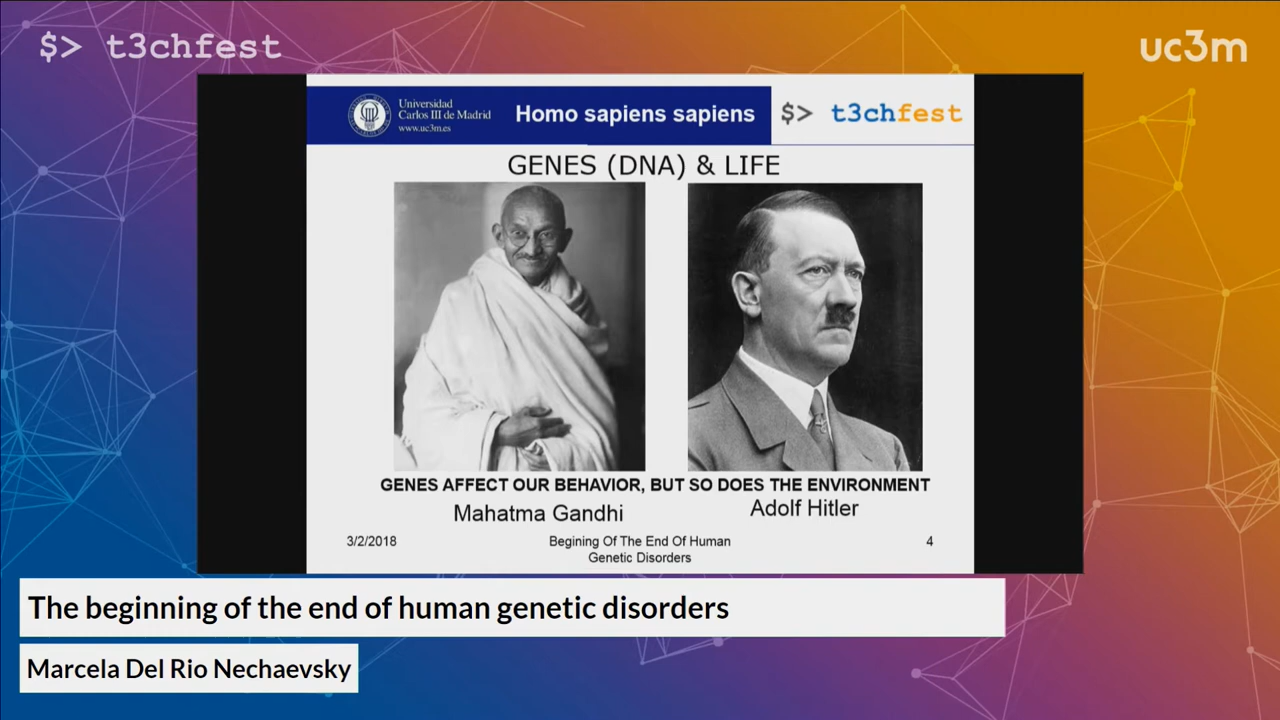 $> t3chfest
uc3m
Universidad
Carlos III de Madrid
www.uc3m.es
Homo sapiens sapiens
$> t3chfest
GENES (DNA) & LIFE
GENES AFFECT OUR BEHAVIOR, BUT SO DOES THE ENVIRONMENT
Mahatma Gandhi
Adolf Hitler
3/2/2018
Begining Of The End Of Human
Genetic Disorders
4
The beginning of the end of human genetic disorders
Marcela Del Rio Nechaevsky